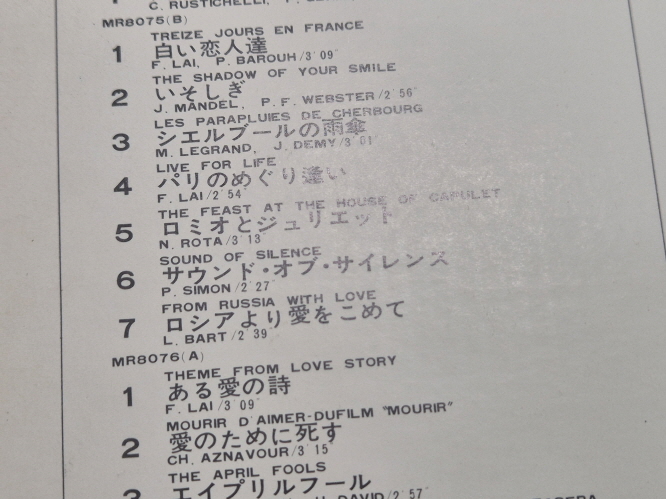 C. RUSTICHELLI,
MR8075(B)
TREIZE JOURS EN FRANCE
1 白い恋人達
F. LAI, P. BAROUH/3′09″
THE SHADOW OF YOUR SMILE
2 いそしぎ
J. MANDEL, P. F. WEBSTER/2′56″
LES PARAPLUIES DE CHERBOURG
3 シエルブールの雨傘
M. LEGRAND, J. DEMY/3′01″
LIVE FOR LIFE
4 パリのめぐり逢い
F. LAI/2′54″
THE FEAST AT THE HOUSE OF CAPULET
5 ロミオとジュリエット
N. ROTA/3′13″
SOUND OF SILENCE
6 サウンド・オブ・サイレンス
P. SIMON/2′27″
FROM RUSSIA WITH LOVE
7 ロシアより愛をこめて
L. BART/2′39″
MR8076(A)
THEME FROM LOVE STORY
1 ある愛の詩
F. LAI/3′09″
MOURIR D'AIMER-DUFILM "MOURIR"
2 愛のために死す
CH. AZNAVOUR/3′15″
THE APRIL FOOLS
3 エイプリルフール
DAVID/2′57″